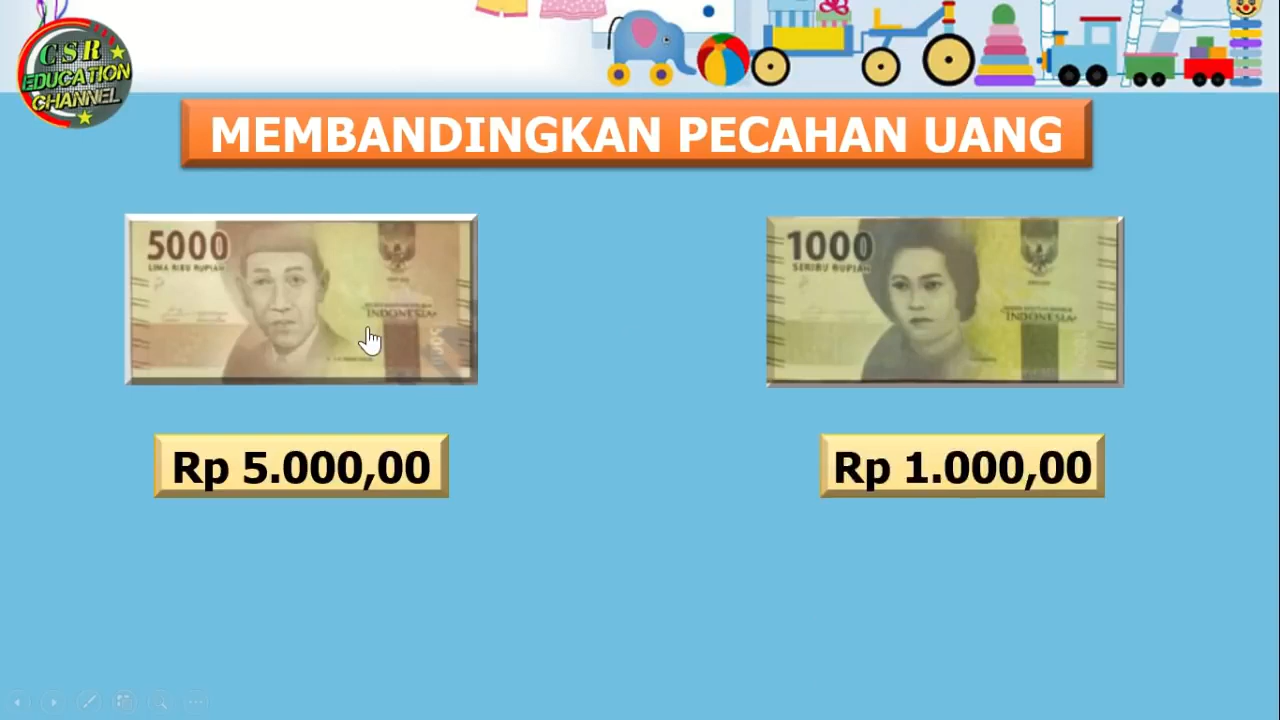 CSR
EDUCATION
CHANNEL
MEMBANDINGKAN PECAHAN UANG
5000
LIMA RIBU RUPIAH
INDONESIA
1000
SERIBU RUPIAH
INDONESIA
Rp 5.000,00
Rp 1.000,00